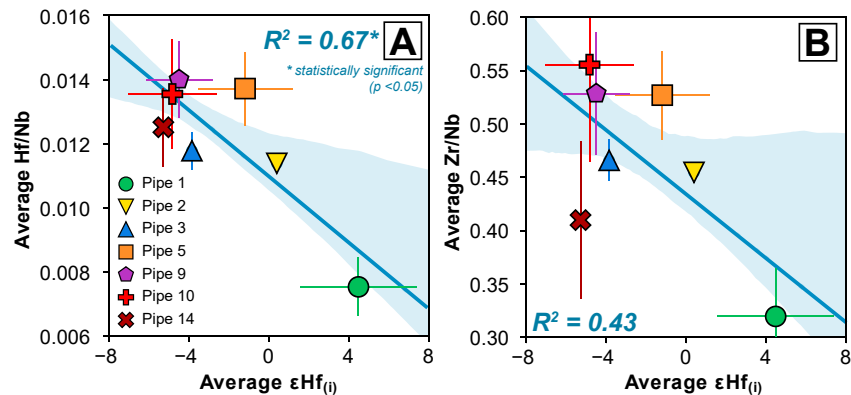 R² = 0.67*
A
* statistically significant
(p <0.05)
Average Hf/Nb
0.016
0.014
0.012
0.010
0.008
0.006
Pipe 1
Pipe 2
Pipe 3
Pipe 5
Pipe 9
Pipe 10
Pipe 14
−8
−4
0
4
8
Average εHf(i)
B
Average Zr/Nb
0.60
0.55
0.50
0.45
0.40
0.35
0.30
R² = 0.43
−8
−4
0
4
8
Average εHf(i)